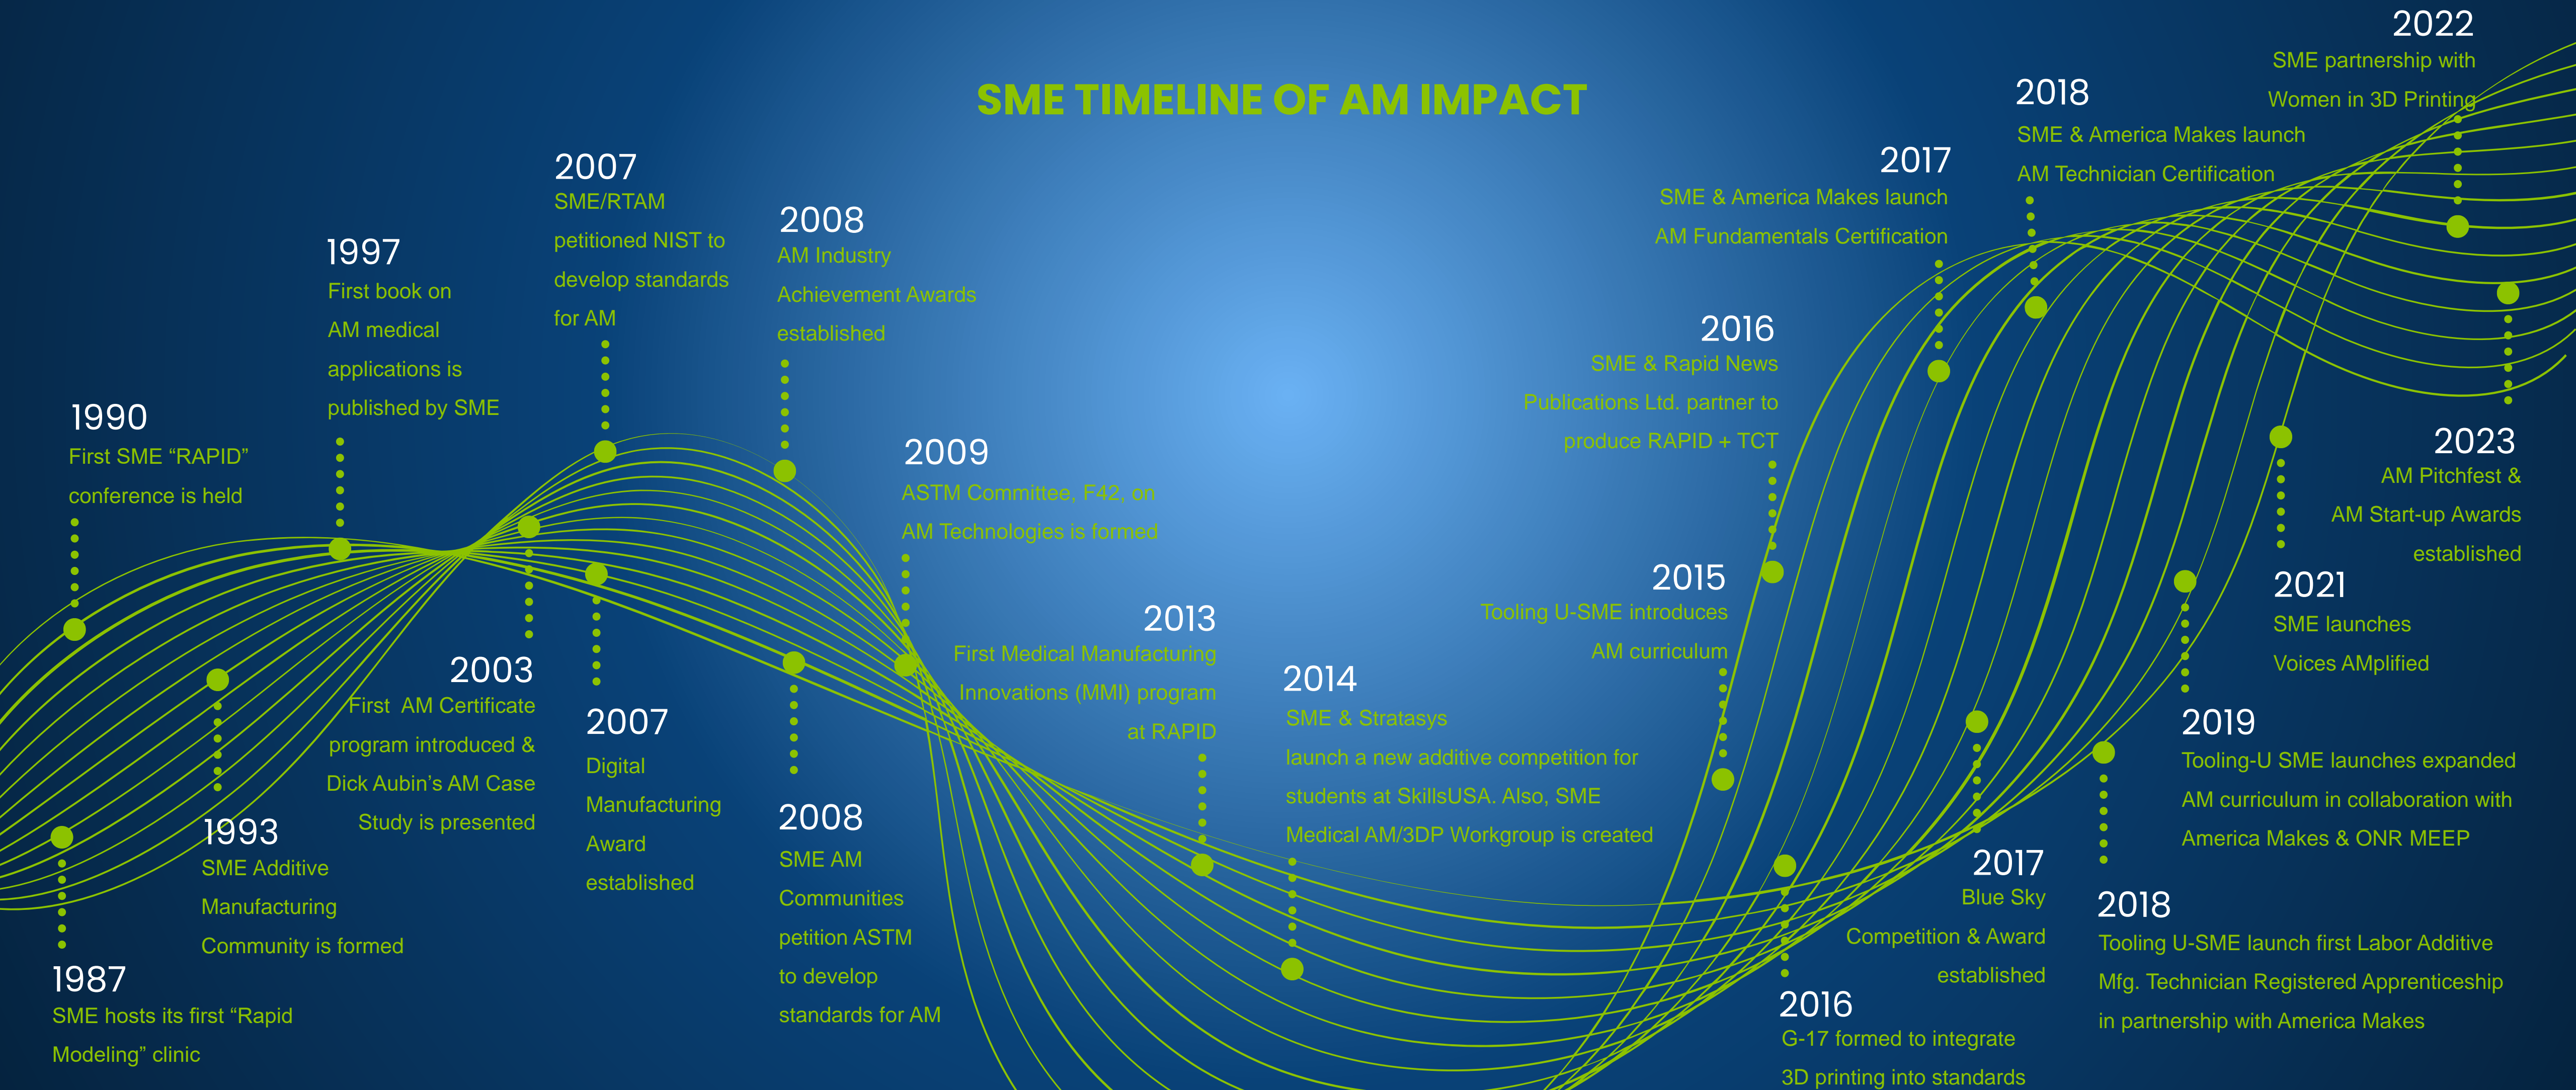 SME TIMELINE OF AM IMPACT
1987
SME hosts its first “Rapid
Modeling” clinic
1990
First SME “RAPID”
conference is held
1993
SME Additive
Manufacturing
Community is formed
1997
First book on
AM medical
applications is
published by SME
2003
First AM Certificate
program introduced &
Dick Aubin’s AM Case
Study is presented
2007
SME/RTAM
petitioned NIST to
develop standards
for AM
2007
Digital
Manufacturing
Award
established
2008
AM Industry
Achievement Awards
established
2008
SME AM
Communities
petition ASTM
to develop
standards for AM
2009
ASTM Committee, F42, on
AM Technologies is formed
2013
First Medical Manufacturing
Innovations (MMI) program
at RAPID
2014
SME & Stratasys
launch a new additive competition for
students at SkillsUSA. Also, SME
Medical AM/3DP Workgroup is created
2015
Tooling U-SME introduces
AM curriculum
2016
SME & Rapid News
Publications Ltd. partner to
produce RAPID + TCT
2016
G-17 formed to integrate
3D printing into standards
2017
SME & America Makes launch
AM Fundamentals Certification
2017
Blue Sky
Competition & Award
established
2018
SME & America Makes launch
AM Technician Certification
2018
Tooling U-SME launch first Labor Additive
Mfg. Technician Registered Apprenticeship
in partnership with America Makes
2019
Tooling-U SME launches expanded
AM curriculum in collaboration with
America Makes & ONR MEEP
2021
SME launches
Voices AMplified
2022
SME partnership with
Women in 3D Printing
2023
AM Pitchfest &
AM Start-up Awards
established